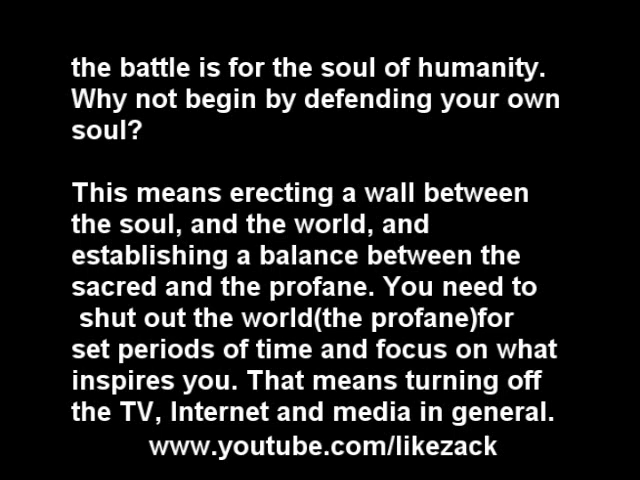 the battle is for the soul of humanity.
Why not begin by defending your own
soul?
This means erecting a wall between
the soul, and the world, and
establishing a balance between the
sacred and the profane. You need to
shut out the world(the profane)for
set periods of time and focus on what
inspires you. That means turning off
the TV, Internet and media in general.
www.youtube.com/likezack